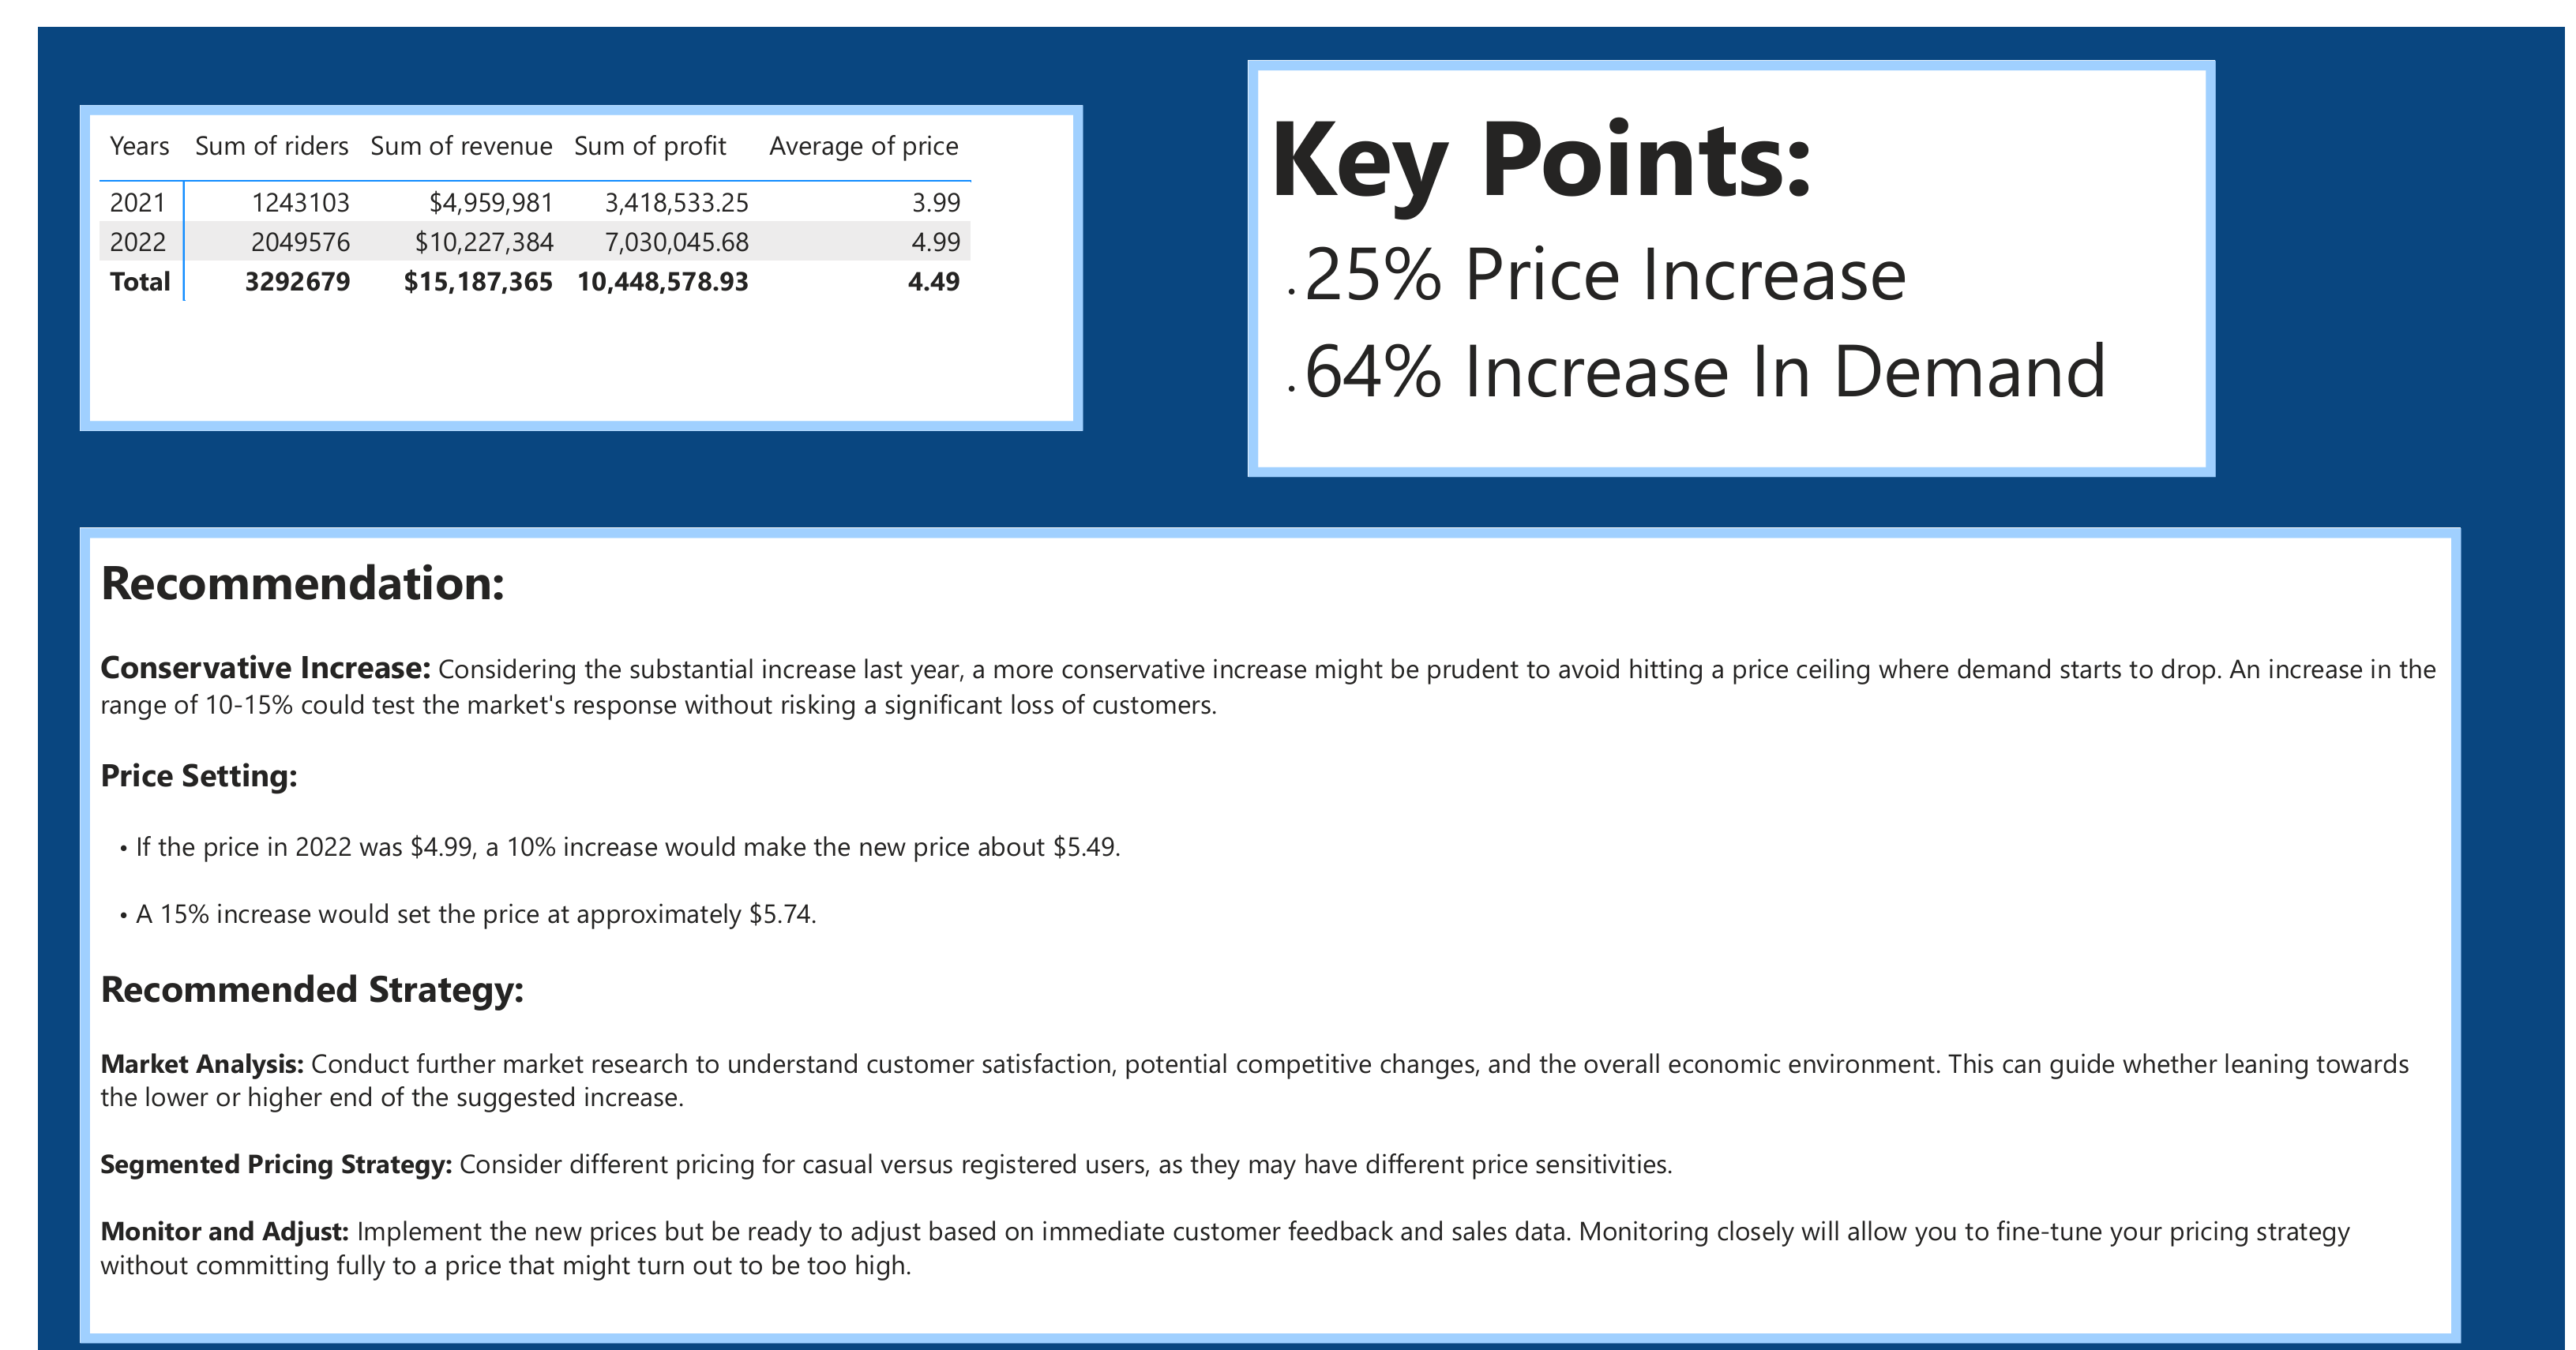 Years Sum of riders Sum of revenue Sum of profit Average of price
2021 1243103 $4,959,981 3,418,533.25 3.99
2022 2049576 $10,227,384 7,030,045.68 4.99
Total 3292679 $15,187,365 10,448,578.93 4.49
Key Points:
. 25% Price Increase
. 64% Increase In Demand
Recommendation:
Conservative Increase: Considering the substantial increase last year, a more conservative increase might be prudent to avoid hitting a price ceiling where demand starts to drop. An increase in the
range of 10-15% could test the market's response without risking a significant loss of customers.
Price Setting:
• If the price in 2022 was $4.99, a 10% increase would make the new price about $5.49.
• A 15% increase would set the price at approximately $5.74.
Recommended Strategy:
Market Analysis: Conduct further market research to understand customer satisfaction, potential competitive changes, and the overall economic environment. This can guide whether leaning towards
the lower or higher end of the suggested increase.
Segmented Pricing Strategy: Consider different pricing for casual versus registered users, as they may have different price sensitivities.
Monitor and Adjust: Implement the new prices but be ready to adjust based on immediate customer feedback and sales data. Monitoring closely will allow you to fine-tune your pricing strategy
without committing fully to a price that might turn out to be too high.